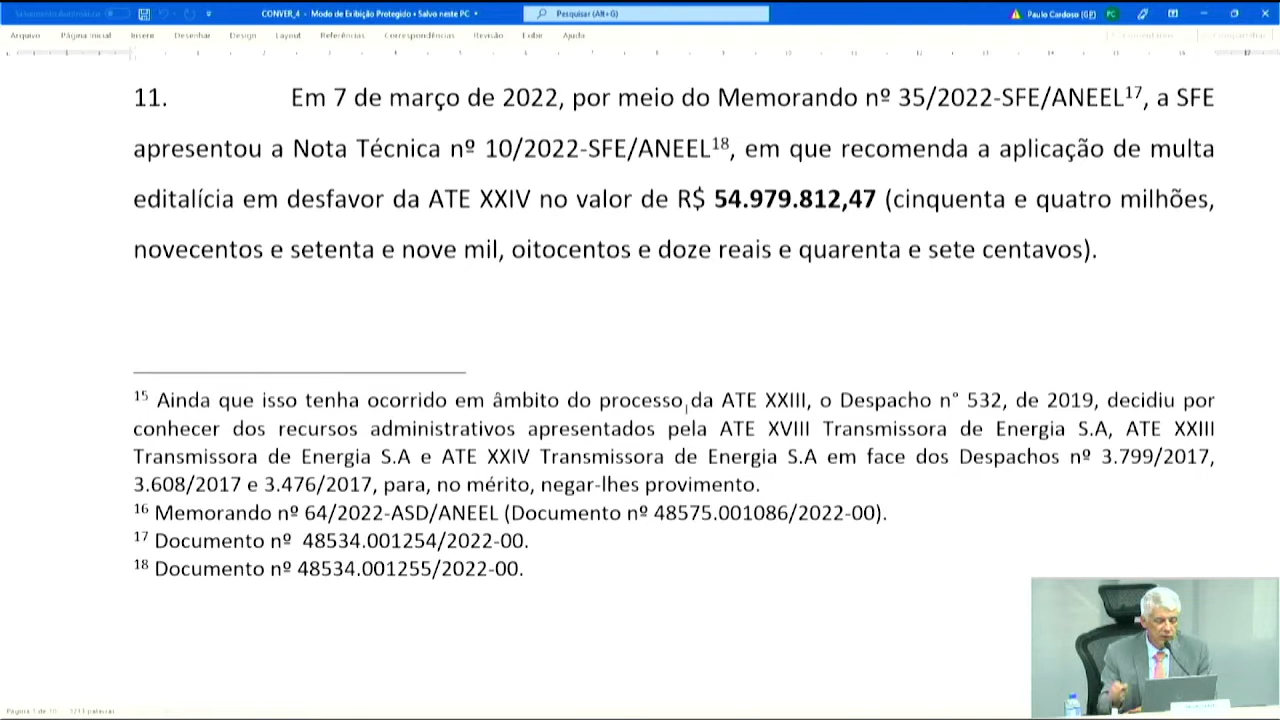 CONVER_4 - Modo de Exibição Protegido • Salvo neste PC
Pesquisar (Alt+G)
Paulo Cardoso (GP)
PC
Arquivo Página Inicial Inserir Desenhar Design Layout Referências Correspondências Revisão Exibir Ajuda
11. Em 7 de março de 2022, por meio do Memorando nº 35/2022-SFE/ANEEL17, a SFE
apresentou a Nota Técnica nº 10/2022-SFE/ANEEL18, em que recomenda a aplicação de multa
editalícia em desfavor da ATE XXIV no valor de R$ 54.979.812,47 (cinquenta e quatro milhões,
novecentos e setenta e nove mil, oitocentos e doze reais e quarenta e sete centavos).
15 Ainda que isso tenha ocorrido em âmbito do processo da ATE XXIII, o Despacho n° 532, de 2019, decidiu por
conhecer dos recursos administrativos apresentados pela ATE XVIII Transmissora de Energia S.A, ATE XXIII
Transmissora de Energia S.A e ATE XXIV Transmissora de Energia S.A em face dos Despachos nº 3.799/2017,
3.608/2017 e 3.476/2017, para, no mérito, negar-lhes provimento.
16 Memorando nº 64/2022-ASD/ANEEL (Documento nº 48575.001086/2022-00).
17 Documento nº 48534.001254/2022-00.
18 Documento nº 48534.001255/2022-00.